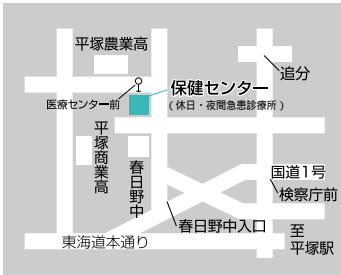 平塚農業高
追分
保健センター
(休日・夜間急患診療所)
医療センター前
平塚商業高
春日野中
国道1号
検察庁前
春日野中入口
至
平塚駅
東海道本通り